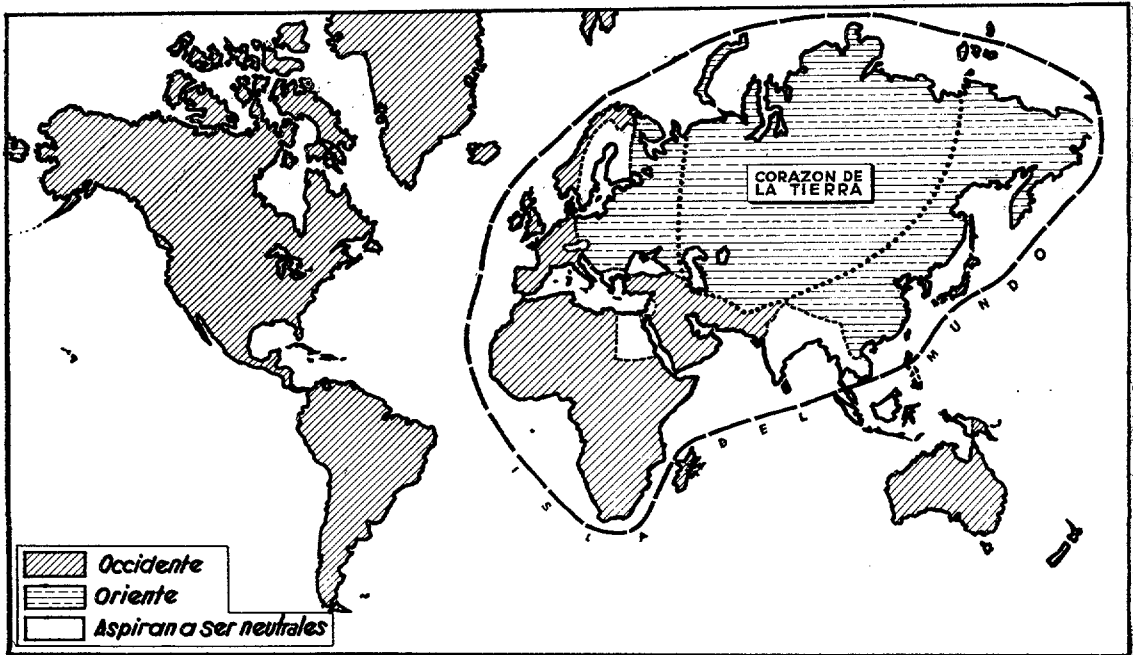 CORAZON DE
LA TIERRA
ISLA DEL MUNDO
Occidente
Oriente
Aspiran a ser neutrales